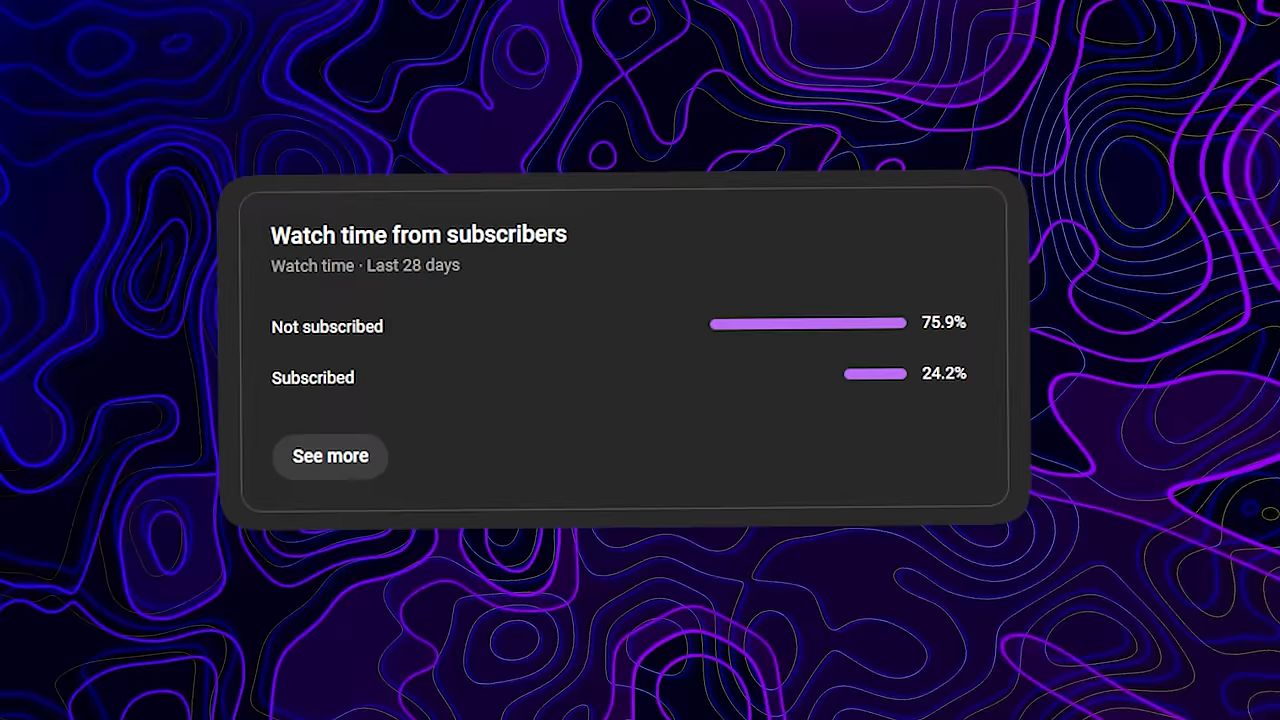 Watch time from subscribers
Watch time · Last 28 days
Not subscribed 75.9%
Subscribed 24.2%
See more